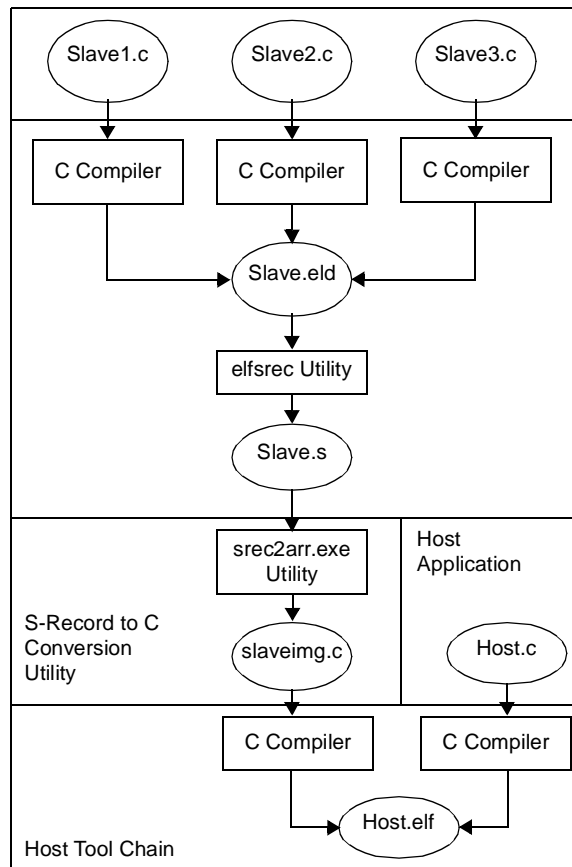 Slave1.c
Slave2.c
Slave3.c
C Compiler
C Compiler
C Compiler
Slave.eld
elfsrec Utility
Slave.s
srec2arr.exe
Utility
Host
Application
S-Record to C
Conversion
Utility
slaveimg.c
Host.c
C Compiler
C Compiler
Host.elf
Host Tool Chain